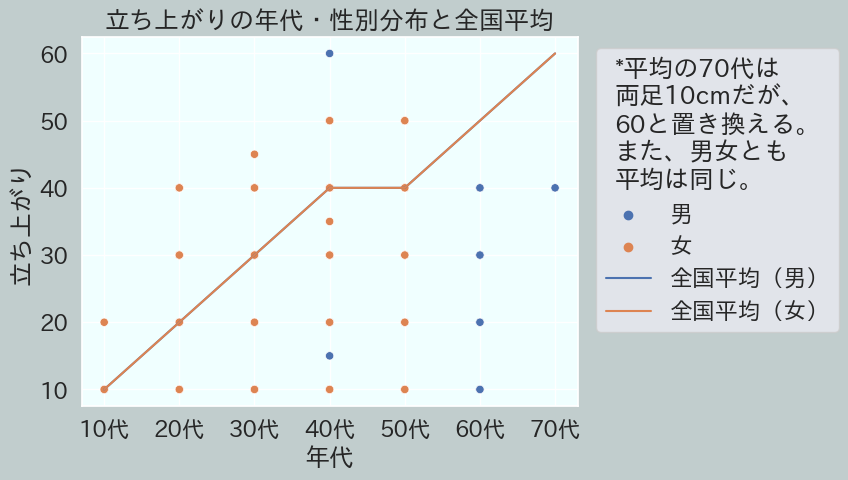 立ち上がりの年代・性別分布と全国平均
立ち上がり
60
50
40
30
20
10
10代 20代 30代 40代 50代 60代 70代
年代
*平均の70代は
両足10cmだが、
60と置き換える。
また、男女とも
平均は同じ。
男
女
全国平均（男）
全国平均（女）